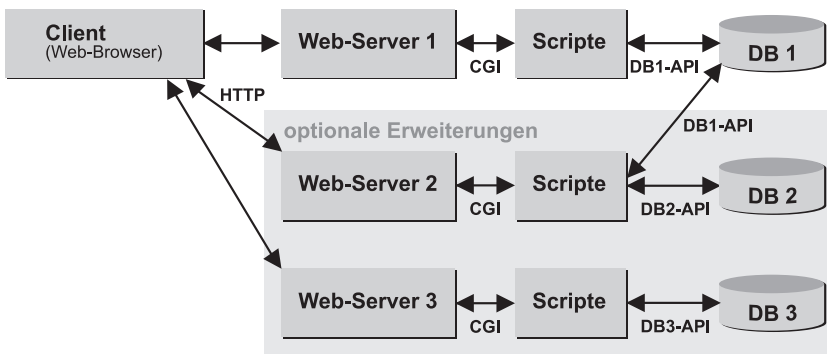 Client
(Web-Browser)
Web-Server 1
CGI
Scripte
DB1-API
DB 1
HTTP
DB1-API
optionale Erweiterungen
Web-Server 2
CGI
Scripte
DB2-API
DB 2
Web-Server 3
CGI
Scripte
DB3-API
DB 3